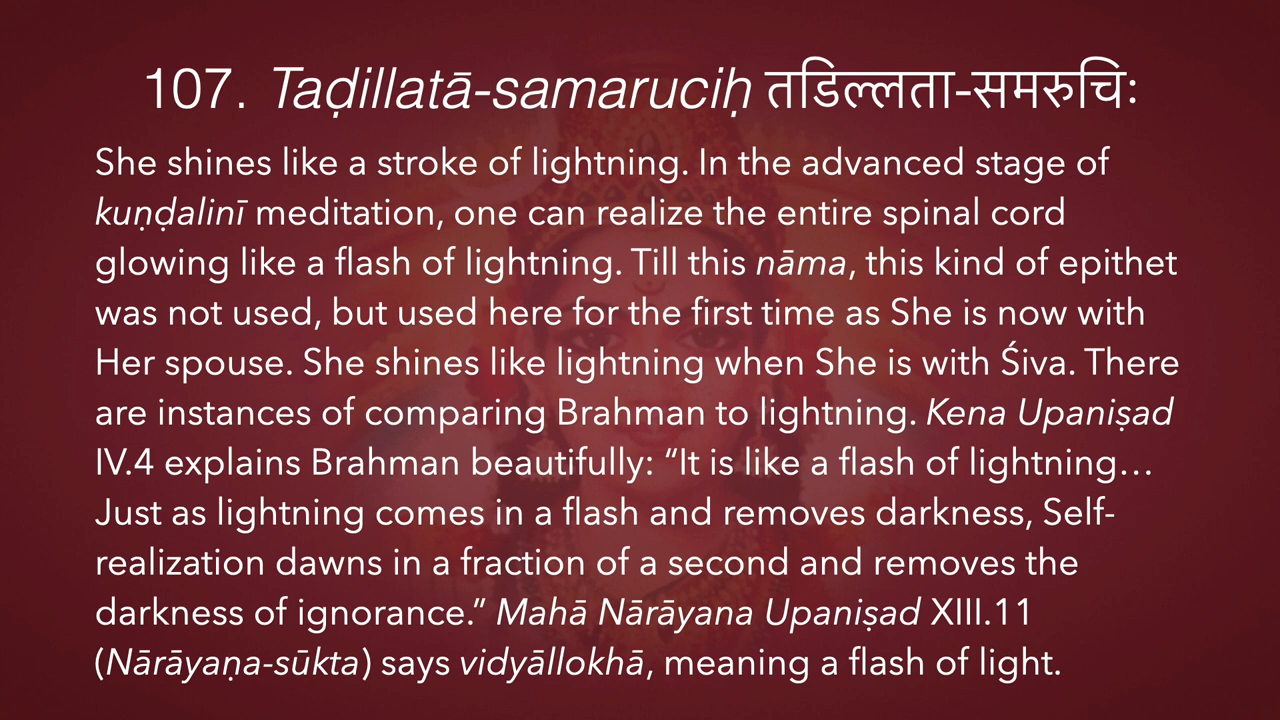 107. Taḍillatā-samaruciḥ तडिल्लता-समरुचिः
She shines like a stroke of lightning. In the advanced stage of
kuṇḍalinī meditation, one can realize the entire spinal cord
glowing like a flash of lightning. Till this nāma, this kind of epithet
was not used, but used here for the first time as She is now with
Her spouse. She shines like lightning when She is with Śiva. There
are instances of comparing Brahman to lightning. Kena Upaniṣad
IV.4 explains Brahman beautifully: “It is like a flash of lightning…
Just as lightning comes in a flash and removes darkness, Self-
realization dawns in a fraction of a second and removes the
darkness of ignorance.” Mahā Nārāyana Upaniṣad XIII.11
(Nārāyaṇa-sūkta) says vidyāllokhā, meaning a flash of light.